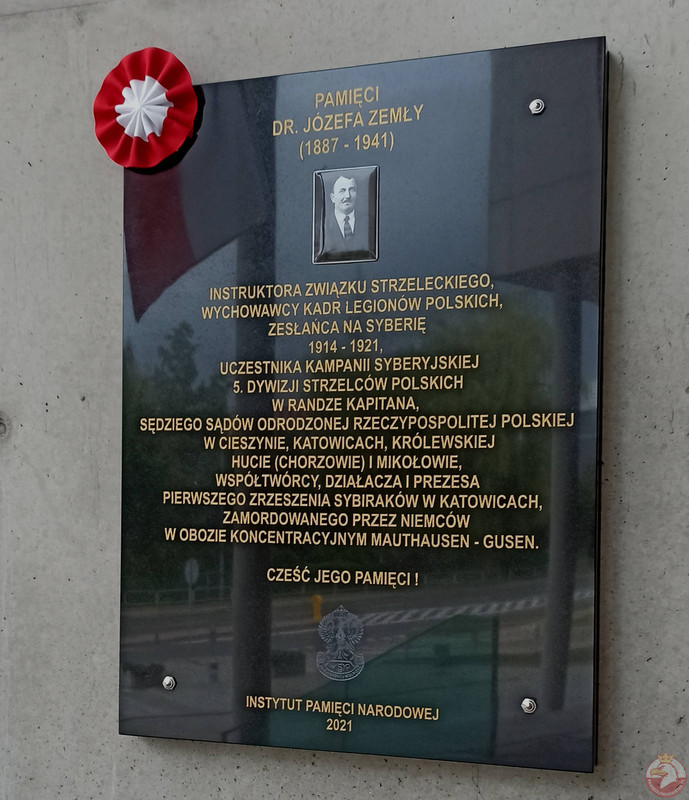 PAMIĘCI
DR. JÓZEFA ZEMŁY
(1887 - 1941)
INSTRUKTORA ZWIĄZKU STRZELECKIEGO,
WYCHOWAWCY KADR LEGIONÓW POLSKICH,
ZESŁAŃCA NA SYBERIĘ
1914 - 1921,
UCZESTNIKA KAMPANII SYBERYJSKIEJ
5. DYWIZJI STRZELCÓW POLSKICH
W RANDZE KAPITANA,
SĘDZIEGO SĄDÓW ODRODZONEJ RZECZYPOSPOLITEJ POLSKIEJ
W CIESZYNIE, KATOWICACH, KRÓLEWSKIEJ
HUCIE (CHORZOWIE) I MIKOŁOWIE,
WSPÓŁTWÓRCY, DZIAŁACZA I PREZESA
PIERWSZEGO ZRZESZENIA SYBIRAKÓW W KATOWICACH,
ZAMORDOWANEGO PRZEZ NIEMCÓW
W OBOZIE KONCENTRACYJNYM MAUTHAUSEN - GUSEN.
CZEŚĆ JEGO PAMIĘCI !
INSTYTUT PAMIĘCI NARODOWEJ
2021